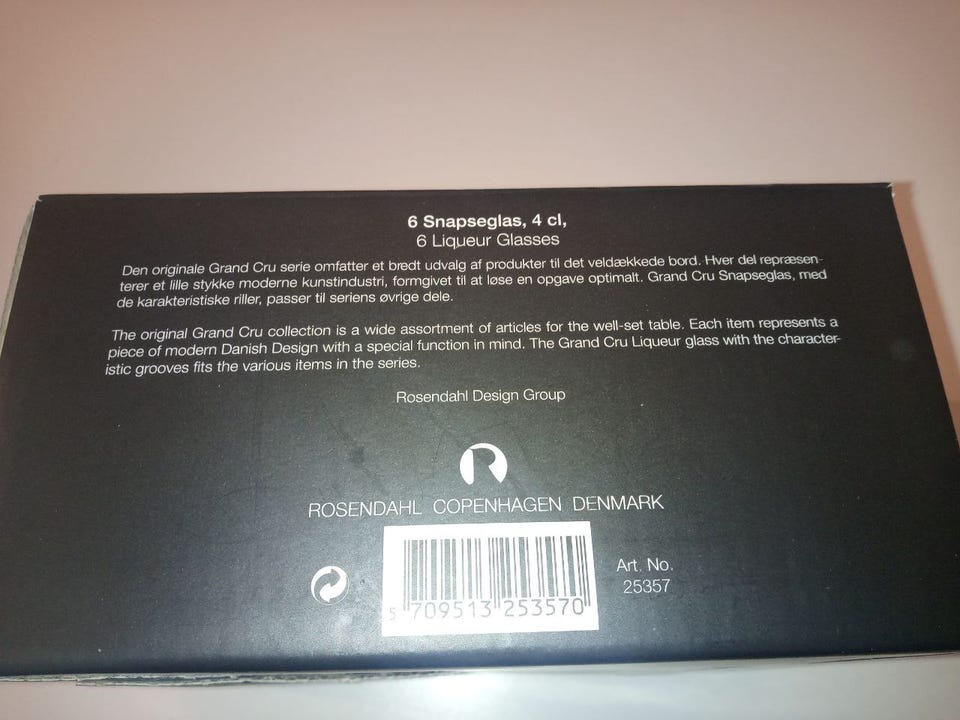 6 Snapseglas, 4 cl,
6 Liqueur Glasses
Den originale Grand Cru serie omfatter et bredt udvalg af produkter til det veldækkede bord. Hver del repræsen-
terer et lille stykke moderne kunstindustri, formgivet til at løse en opgave optimalt. Grand Cru Snapseglas, med
de karakteristiske riller, passer til seriens øvrige dele.
The original Grand Cru collection is a wide assortment of articles for the well-set table. Each item represents a
piece of modern Danish Design with a special function in mind. The Grand Cru Liqueur glass with the character-
istic grooves fits the various items in the series.
Rosendahl Design Group
R
ROSENDAHL COPENHAGEN DENMARK
Art. No.
25357
5 709513 253570